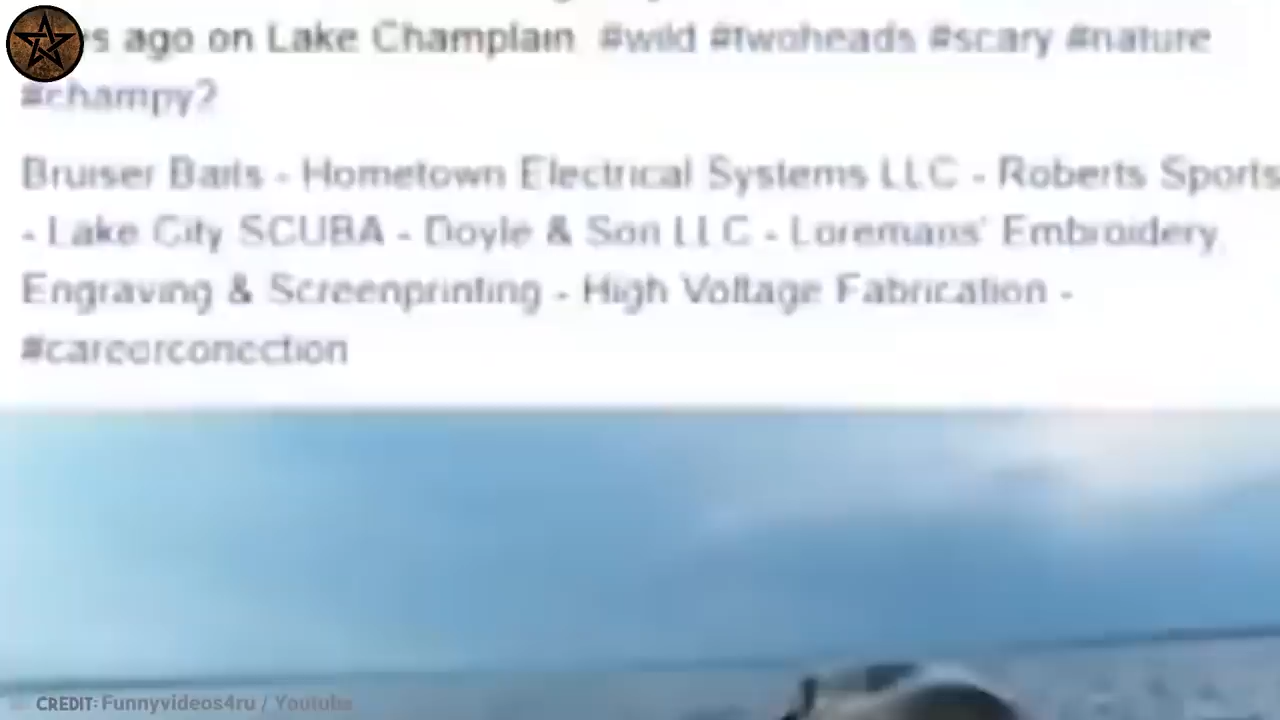 s ago on Lake Champlain #wild #twoheads #scary #nature
#champy?
Bruiser Baits - Hometown Electrical Systems LLC - Roberts Sports
- Lake City SCUBA - Doyle & Son LLC - Loremans' Embroidery,
Engraving & Screenprinting - High Voltage Fabrication -
#careerconection
CREDIT: Funnyvideos4ru / Youtube